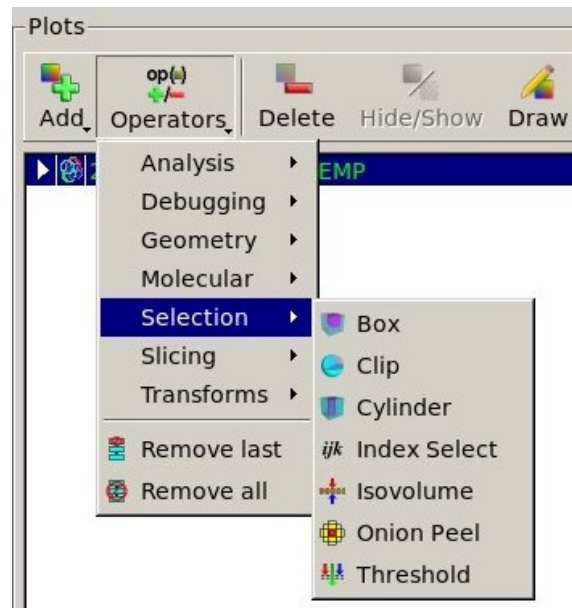 Plots
op(·)
+/−
Add Operators Delete Hide/Show Draw
2 EMP
Analysis
Debugging
Geometry
Molecular
Selection
Slicing
Transforms
Remove last
Remove all
Box
Clip
Cylinder
ijk Index Select
Isovolume
Onion Peel
Threshold